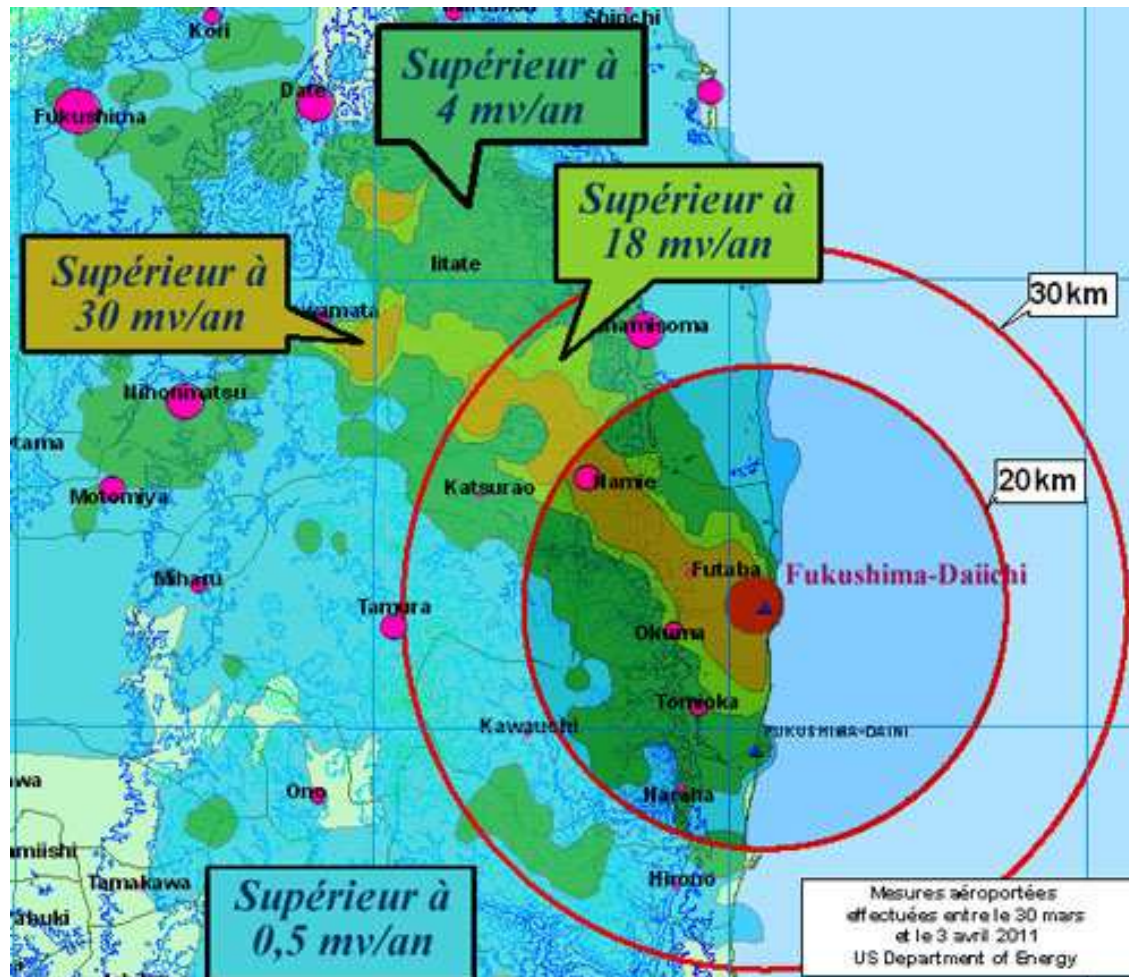 Shinchi
Kori
Supérieur à
4 mv/an
Date
Fukushima
Supérieur à
18 mv/an
Iitate
Supérieur à
30 mv/an
30km
Nihonmatsu
20km
Motomiya
Katsurao
Namie
Futaba
Fukushima-Daiichi
Miharu
Tamura
Okuma
Tomioka
Kawauchi
FUKUSHIMA-DAINI
Ono
Naraha
Hirono
Tamakawa
Supérieur à
0,5 mv/an
Mesures aéroportées
effectuées entre le 30 mars
et le 3 avril 2011
US Department of Energy